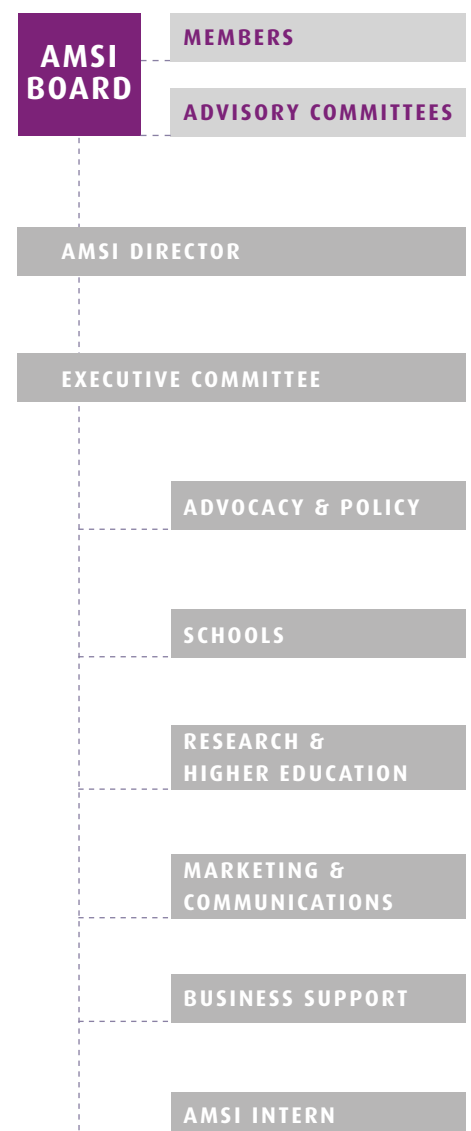 AMSI
BOARD
MEMBERS
ADVISORY COMMITTEES
AMSI DIRECTOR
EXECUTIVE COMMITTEE
ADVOCACY & POLICY
SCHOOLS
RESEARCH &
HIGHER EDUCATION
MARKETING &
COMMUNICATIONS
BUSINESS SUPPORT
AMSI INTERN